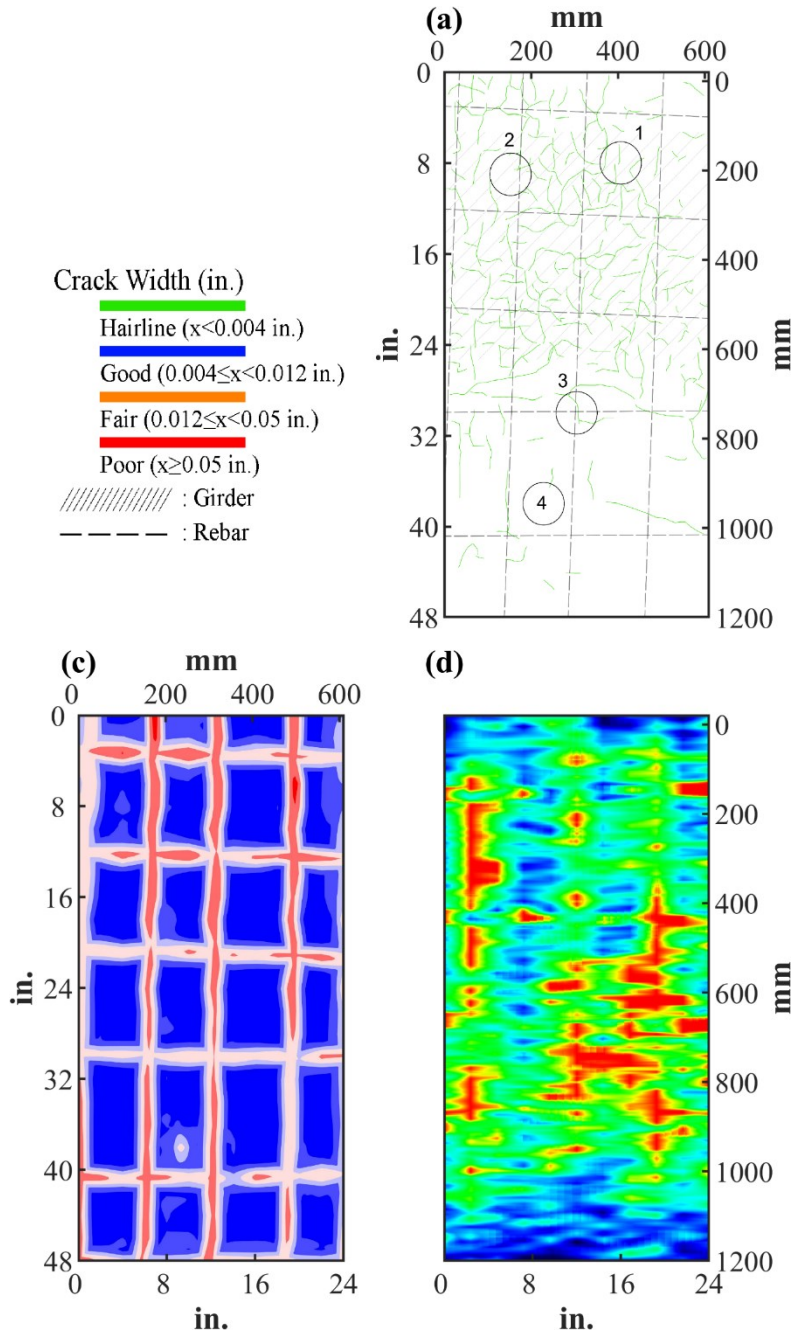 (a)
mm
0 200 400 600
0
8
16
24
32
40
48
in.
0
200
400
600
800
1000
1200
mm
1
2
3
4
Crack Width (in.)
Hairline (x<0.004 in.)
Good (0.004≤x<0.012 in.)
Fair (0.012≤x<0.05 in.)
Poor (x≥0.05 in.)
: Girder
: Rebar
(c)
mm
0 200 400 600
0
8
16
24
32
40
48
in.
0 8 16 24
in.
(d)
0
200
400
600
800
1000
1200
mm
0 8 16 24
in.